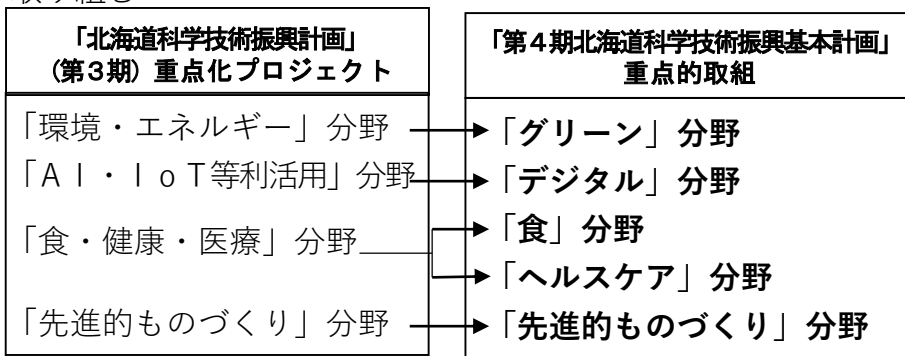 「北海道科学技術振興計画」
(第3期) 重点化プロジェクト
「環境・エネルギー」分野
「ＡＩ・ＩｏＴ等利活用」分野
「食・健康・医療」分野
「先進的ものづくり」分野
「第４期北海道科学技術振興基本計画」
重点的取組
「グリーン」分野
「デジタル」分野
「食」分野
「ヘルスケア」分野
「先進的ものづくり」分野